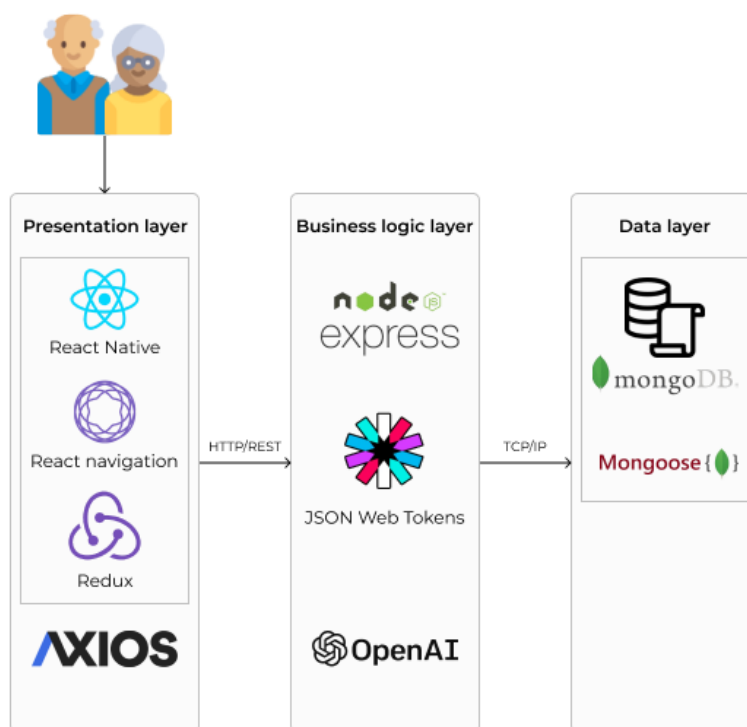 Presentation layer
React Native
React navigation
Redux
AXIOS
HTTP/REST
Business logic layer
node
JS
express
JSON Web Tokens
OpenAI
TCP/IP
Data layer
mongoDB.
Mongoose { }